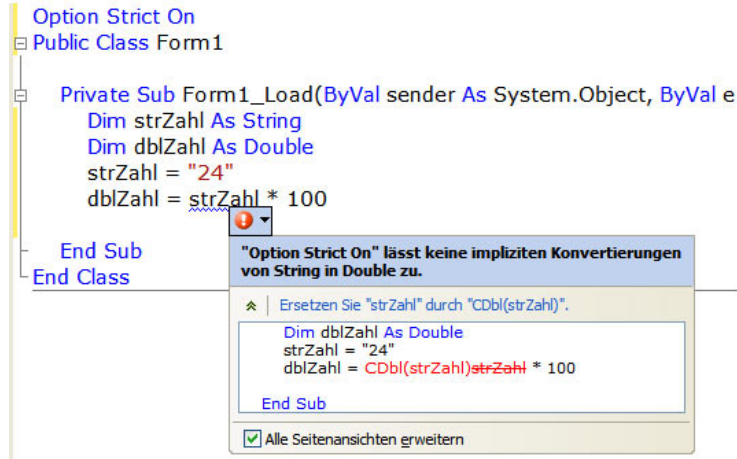 Option Strict On
Public Class Form1
Private Sub Form1_Load(ByVal sender As System.Object, ByVal e
Dim strZahl As String
Dim dblZahl As Double
strZahl = "24"
dblZahl = strZahl * 100
End Sub
End Class
"Option Strict On" lässt keine impliziten Konvertierungen
von String in Double zu.
Ersetzen Sie "strZahl" durch "CDbl(strZahl)".
Dim dblZahl As Double
strZahl = "24"
dblZahl = CDbl(strZahl)strZahl * 100
End Sub
Alle Seitenansichten erweitern